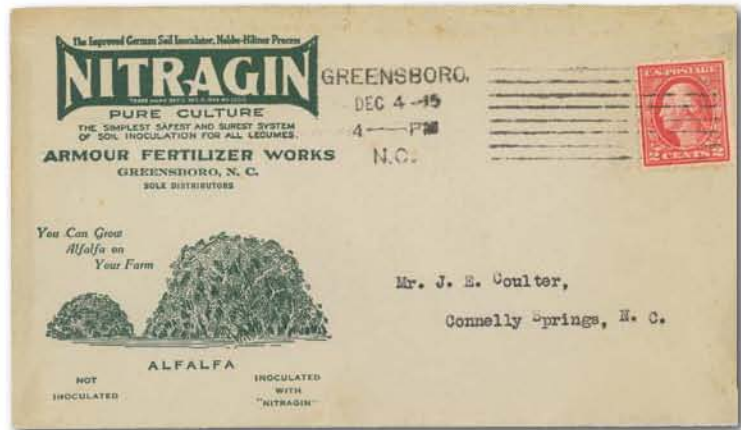 The Improved German Soil Inoculator, Nobbe-Hiltner Process
NITRAGIN
PURE CULTURE
THE SIMPLEST SAFEST AND SUREST SYSTEM
OF SOIL INOCULATION FOR ALL LEGUMES.
ARMOUR FERTILIZER WORKS
GREENSBORO, N. C.
SOLE DISTRIBUTORS
GREENSBORO,
DEC 4 -15
4 — PM
N.C.
U.S. POSTAGE
2 CENTS 2
You Can Grow
Alfalfa on
Your Farm
ALFALFA
NOT
INOCULATED
INOCULATED
WITH
"NITRAGIN"
Mr. J. E. Coulter,
Connelly Springs, N. C.